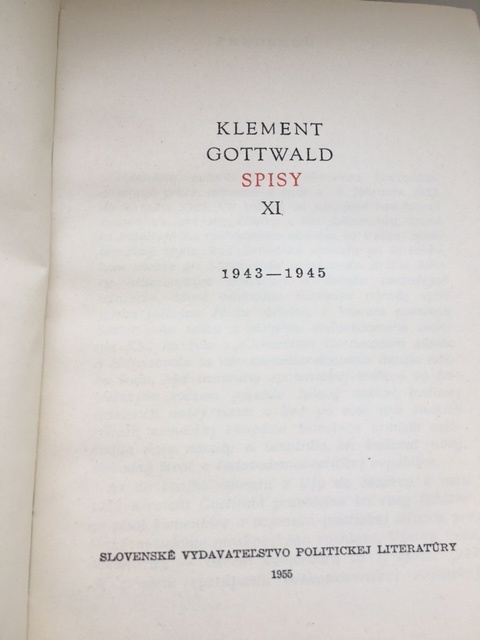 KLEMENT
GOTTWALD
SPISY
XI
1943—1945
SLOVENSKÉ VYDAVATEĽSTVO POLITICKEJ LITERATÚRY
1955